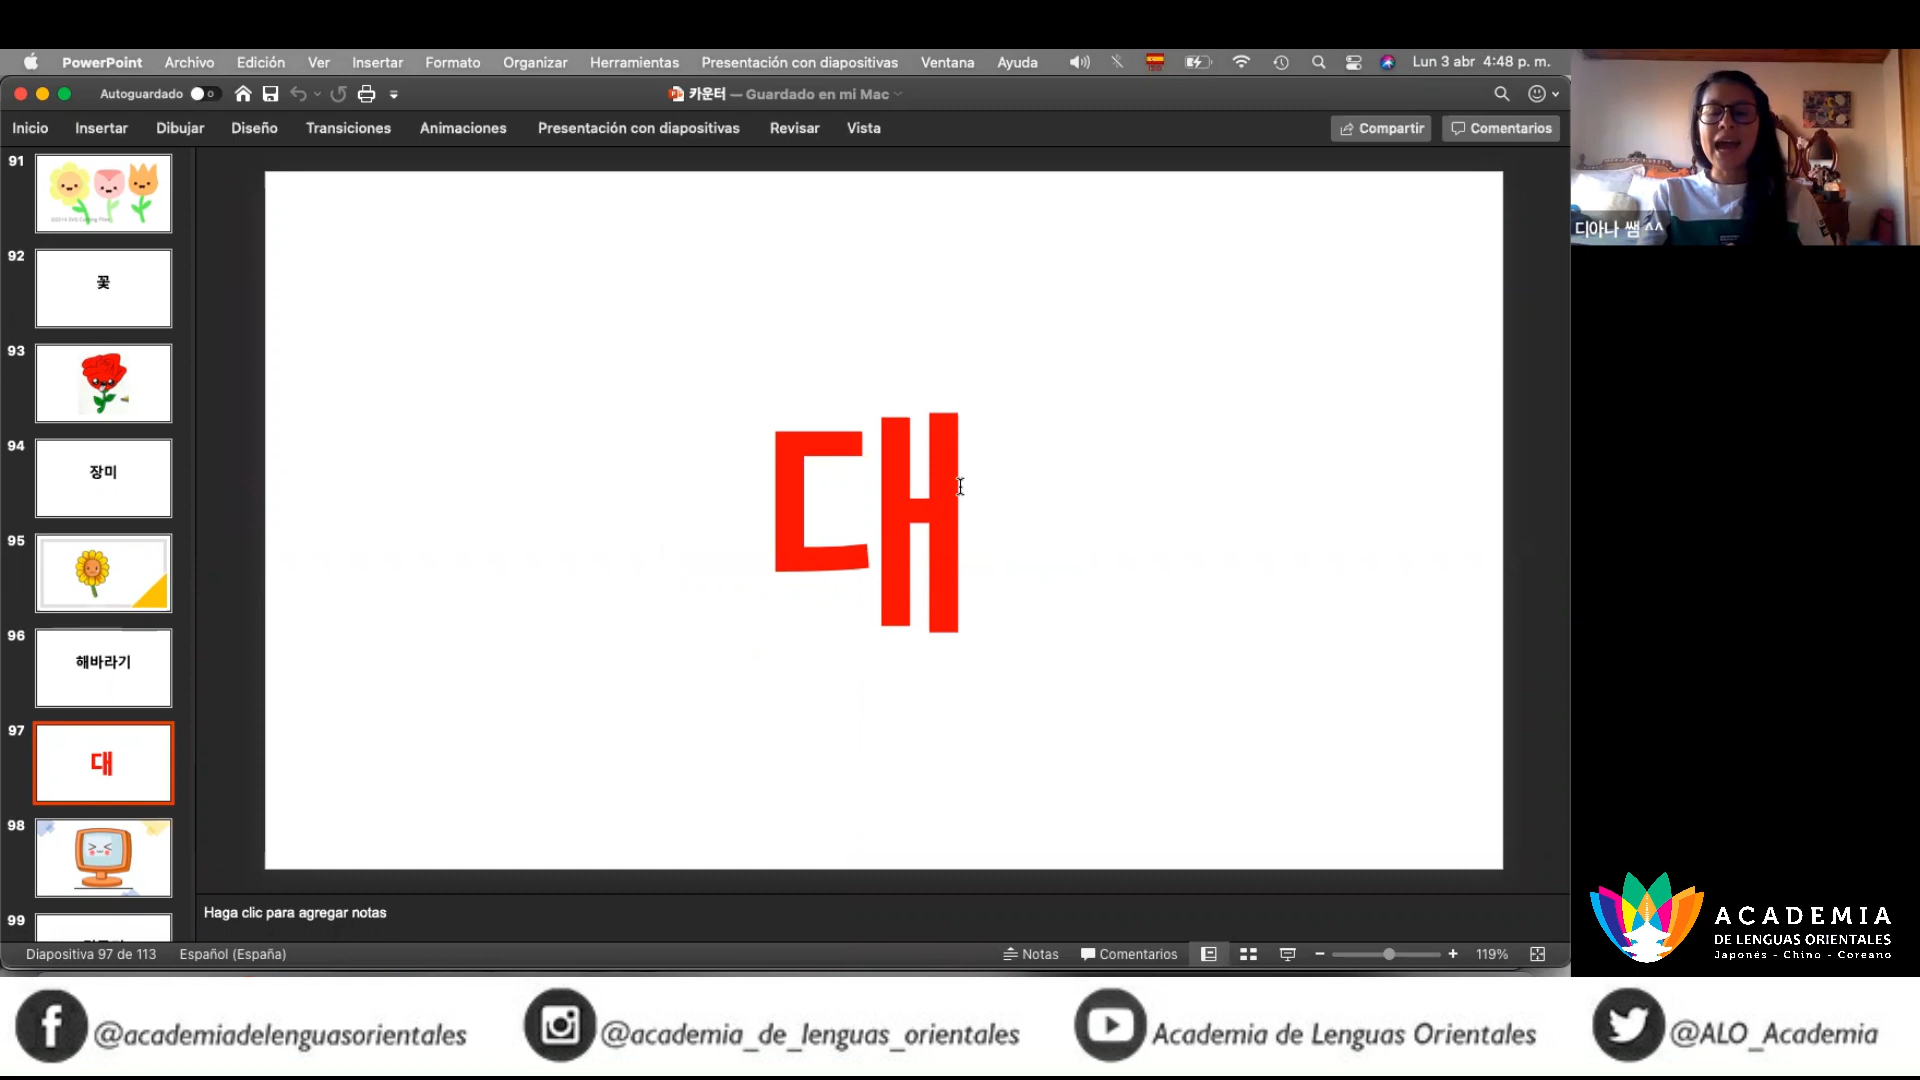 PowerPoint Archivo Edición Ver Insertar Formato Organizar Herramientas Presentación con diapositivas Ventana Ayuda Lun 3 abr 4:48 p. m.
Autoguardado 카운터 — Guardado en mi Mac
Inicio Insertar Dibujar Diseño Transiciones Animaciones Presentación con diapositivas Revisar Vista Compartir Comentarios
91
92
꽃
93
94
장미
95
96
해바라기
97
대
98
99
대
디아나 쌤 ^^
Haga clic para agregar notas
Diapositiva 97 de 113 Español (España) Notas Comentarios 119%
ACADEMIA
DE LENGUAS ORIENTALES
Japonés - Chino - Coreano
@academiadelenguasorientales @academia_de_lenguas_orientales Academia de Lenguas Orientales @ALO_Academia